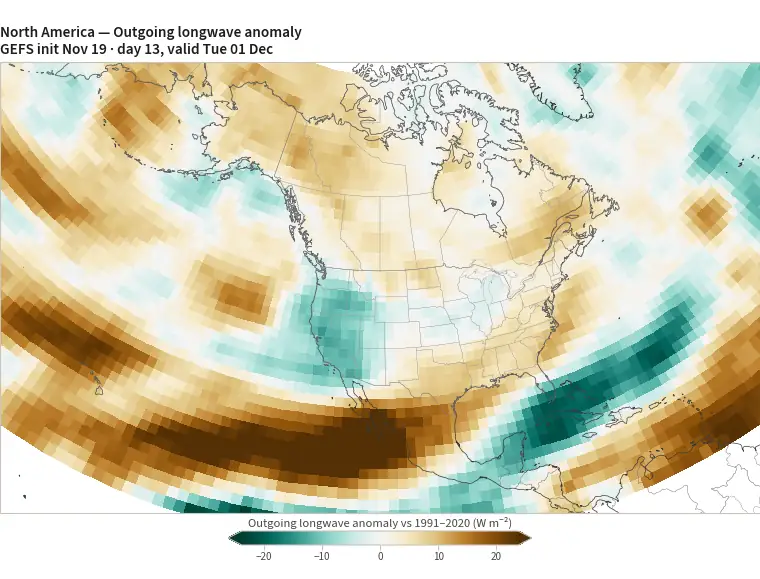 North America — Outgoing longwave anomaly
GEFS init Nov 19 · day 13, valid Tue 01 Dec
Outgoing longwave anomaly vs 1991–2020 (W m⁻²)
−20 −10 0 10 20